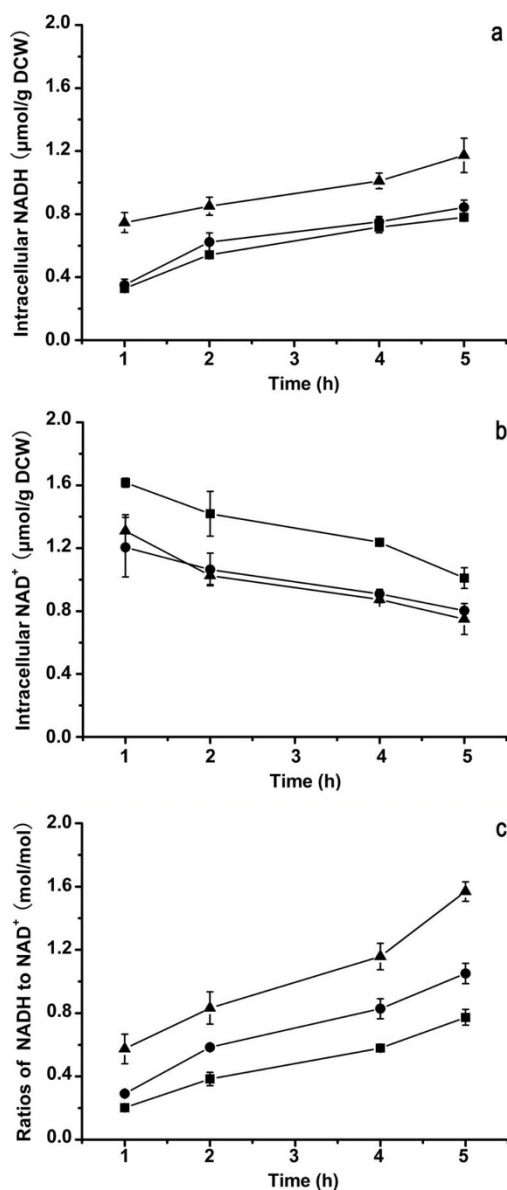 a
Intracellular NADH (μmol/g DCW)
2.0
1.6
1.2
0.8
0.4
0.0
1 2 3 4 5
Time (h)
b
Intracellular NAD⁺ (μmol/g DCW)
2.0
1.6
1.2
0.8
0.4
0.0
1 2 3 4 5
Time (h)
c
Ratios of NADH to NAD⁺ (mol/mol)
2.0
1.6
1.2
0.8
0.4
0.0
1 2 3 4 5
Time (h)